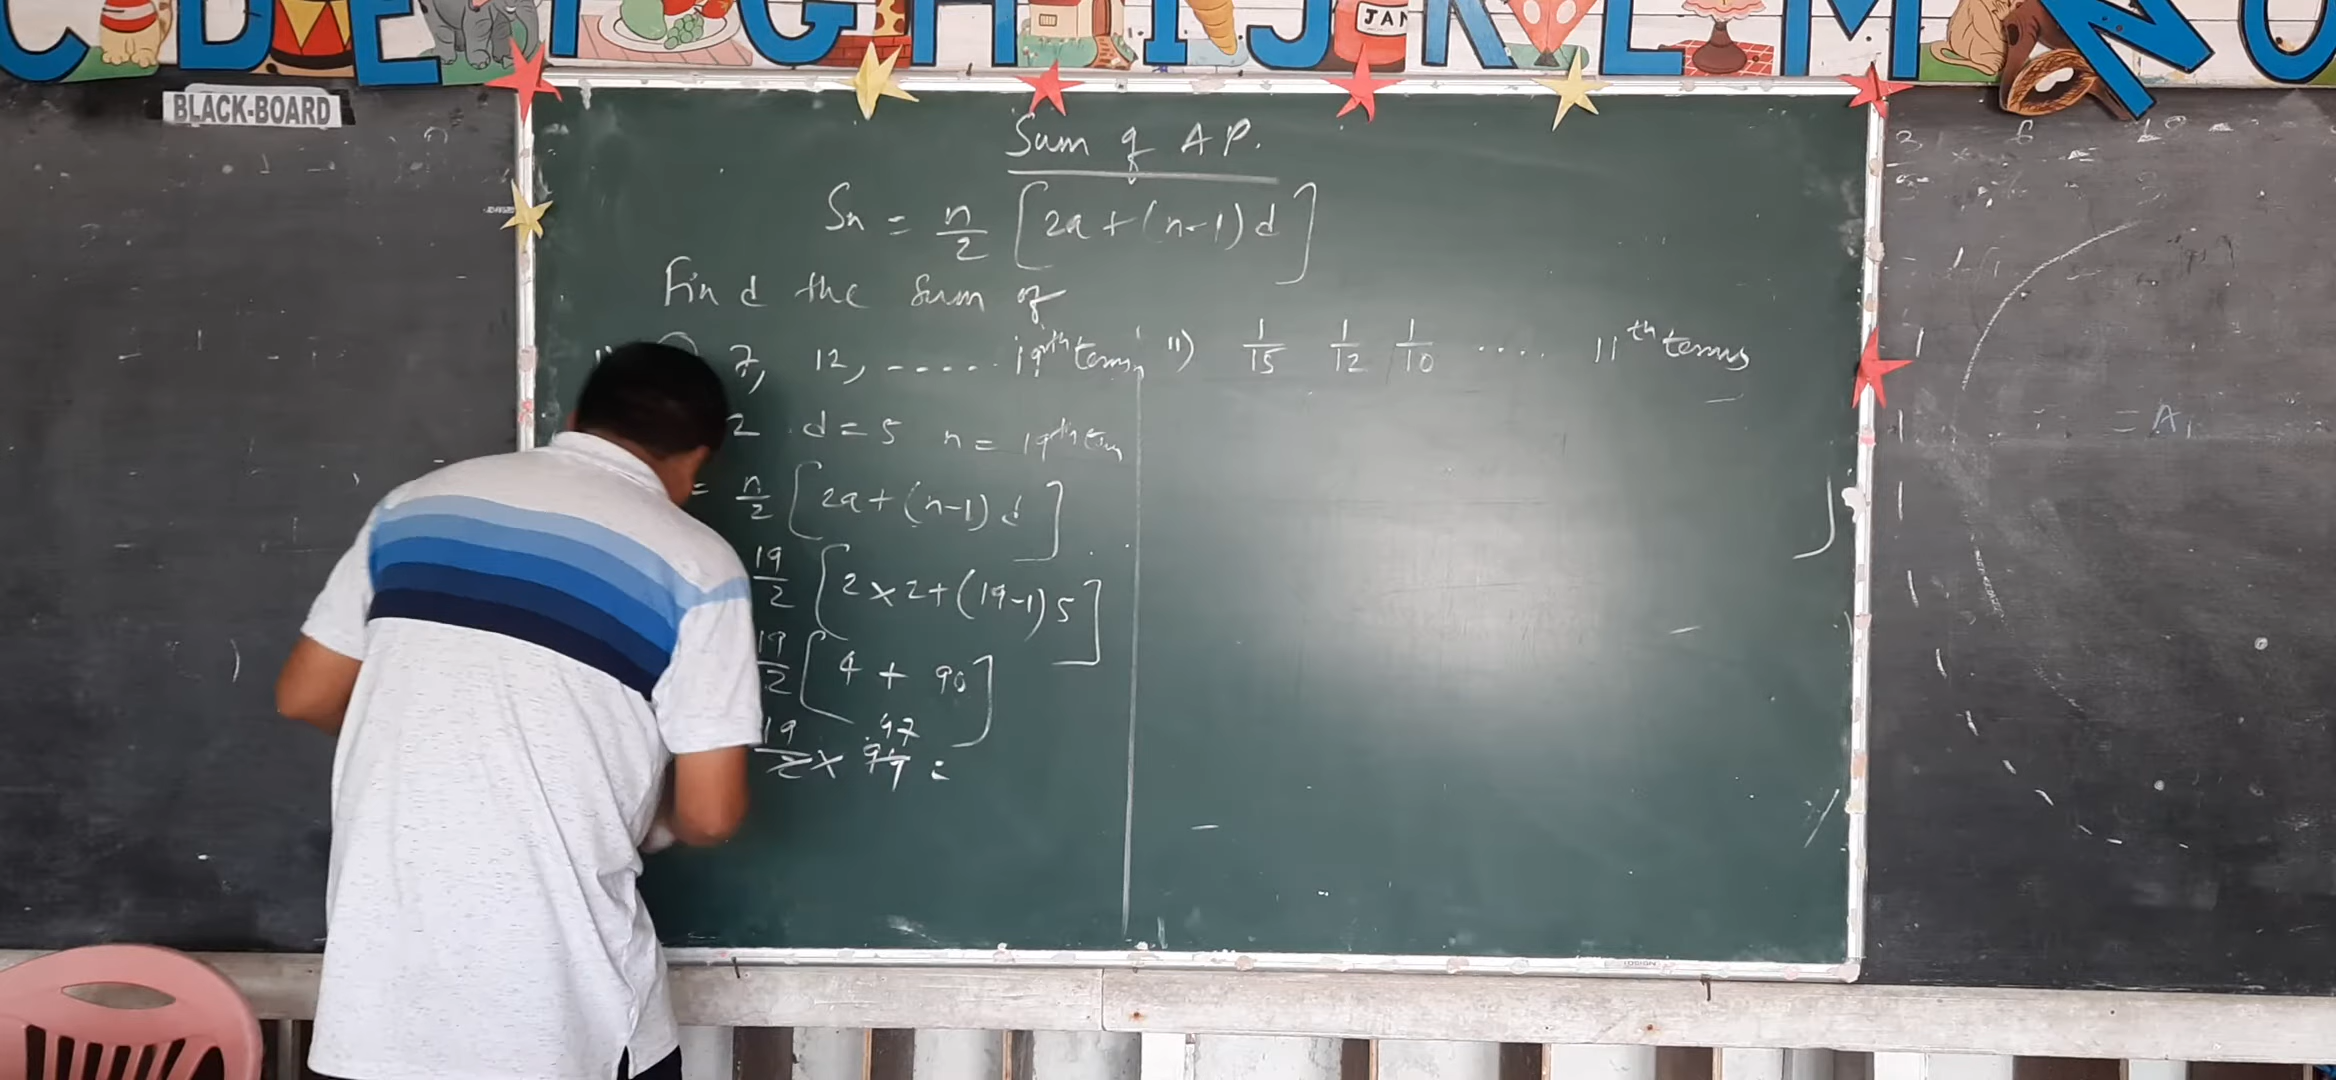 C D E F G H I J K L M N O
JAN
BLACK-BOARD
Sum of A P.
Sn = n/2 [2a + (n-1) d]
Find the Sum of
7, 12, ..... 19th terms, ii) 1/15 1/12 1/10 .... 11th terms
2 d = 5 n = 19th term
= n/2 [2a + (n-1) d]
19/2 [2 x 2 + (19-1) 5]
19/2 [4 + 90]
47
19/2 x 94 =
= A1